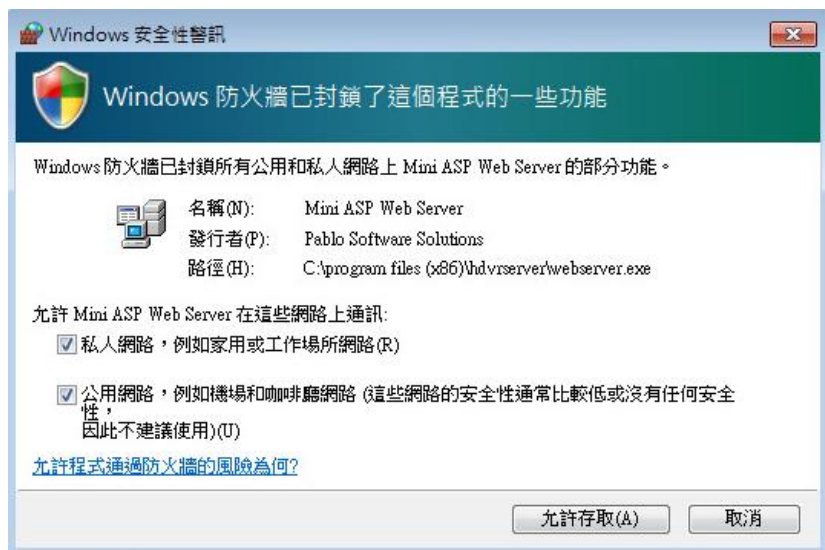 Windows 安全性警訊
Windows 防火牆已封鎖了這個程式的一些功能
Windows 防火牆已封鎖所有公用和私人網路上 Mini ASP Web Server 的部分功能。
名稱(N): Mini ASP Web Server
發行者(P): Pablo Software Solutions
路徑(H): C:\program files (x86)\hdvrserver\webserver.exe
允許 Mini ASP Web Server 在這些網路上通訊:
私人網路，例如家用或工作場所網路(R)
公用網路，例如機場和咖啡廳網路 (這些網路的安全性通常比較低或沒有任何安全
性，
因此不建議使用)(U)
允許程式通過防火牆的風險為何?
允許存取(A) 取消